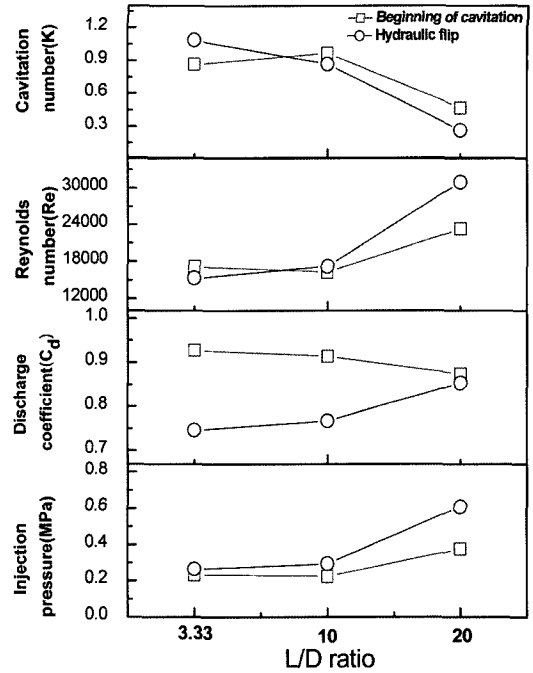 Beginning of cavitation
Hydraulic flip
Cavitation
number(K)
1.2
0.9
0.6
0.3
Reynolds
number(Re)
30000
24000
18000
12000
Discharge
coefficient(Cd)
1.0
0.9
0.8
0.7
Injection
pressure(MPa)
0.8
0.6
0.4
0.2
0.0
3.33
10
20
L/D ratio